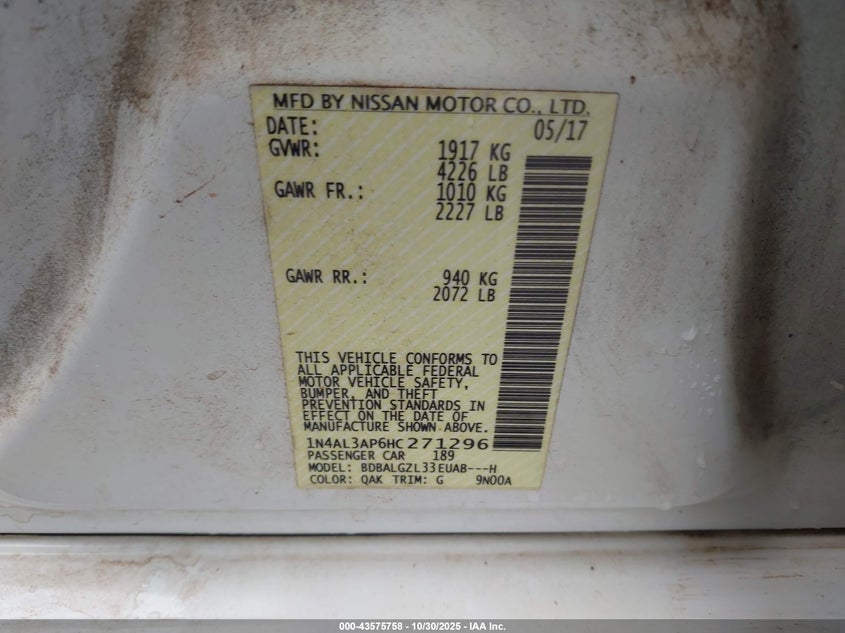 MFD BY NISSAN MOTOR CO., LTD.
DATE: 05/17
GVWR: 1917 KG
4226 LB
GAWR FR.: 1010 KG
2227 LB
GAWR RR.: 940 KG
2072 LB
THIS VEHICLE CONFORMS TO
ALL APPLICABLE FEDERAL
MOTOR VEHICLE SAFETY,
BUMPER, AND THEFT
PREVENTION STANDARDS IN
EFFECT ON THE DATE OF
MANUFACTURE SHOWN ABOVE.
1N4AL3AP6HC271296
PASSENGER CAR 189
MODEL: BDBALGZL33EUAB---H
COLOR: QAK TRIM: G 9N00A
000-43575758 - 10/30/2025 - IAA Inc.